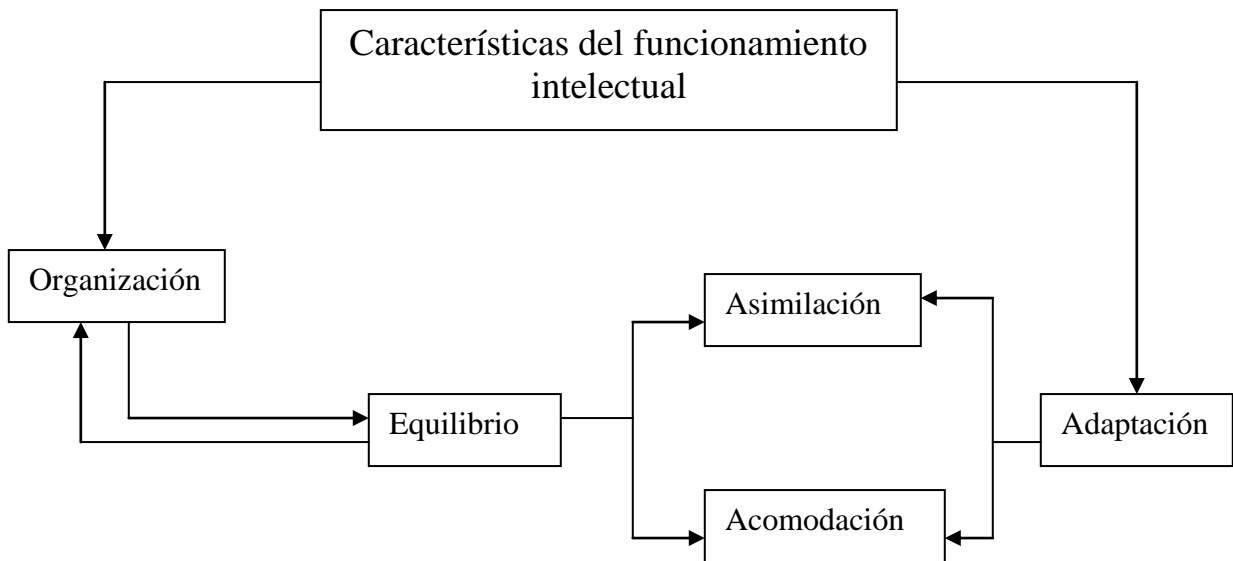 Características del funcionamiento
intelectual
Organización
Asimilación
Equilibrio
Adaptación
Acomodación